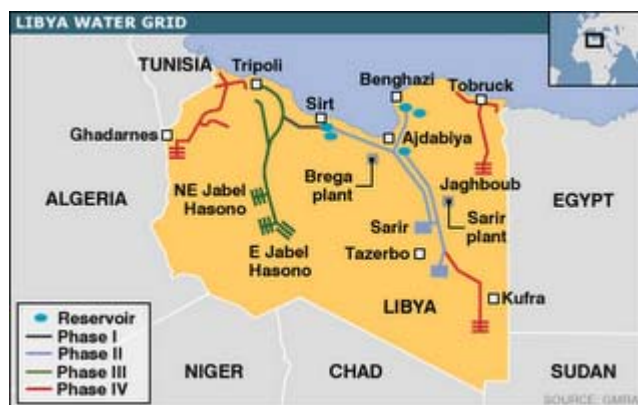 LIBYA WATER GRID
TUNISIA
Tripoli
Benghazi
Tobruck
Sirt
Ghadarnes
Ajdabiya
ALGERIA
NE Jabel
Hasono
Brega
plant
Jaghboub
EGYPT
Sarir
Sarir
plant
E Jabel
Hasono
Tazerbo
LIBYA
Kufra
Reservoir
Phase I
Phase II
Phase III
Phase IV
NIGER
CHAD
SUDAN
SOURCE: GMRA